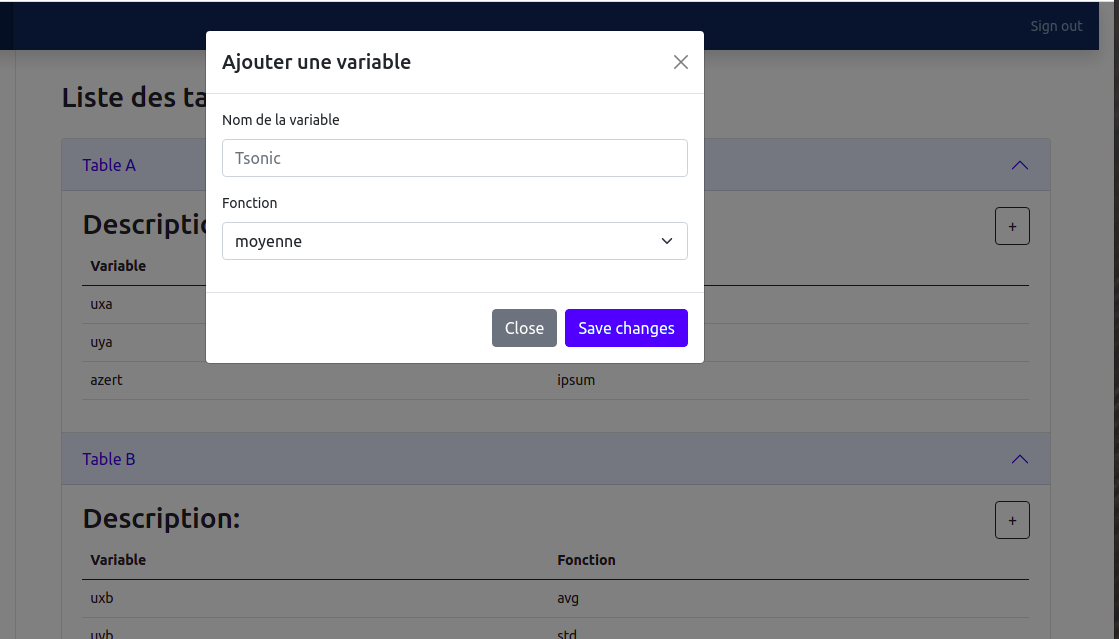 Sign out
Ajouter une variable
Liste des ta
Nom de la variable
Tsonic
Table A
Fonction
Descriptio
+
moyenne
Variable
uxa
Close Save changes
uya
azert ipsum
Table B
Description:
+
Variable Fonction
uxb avg
uyb std